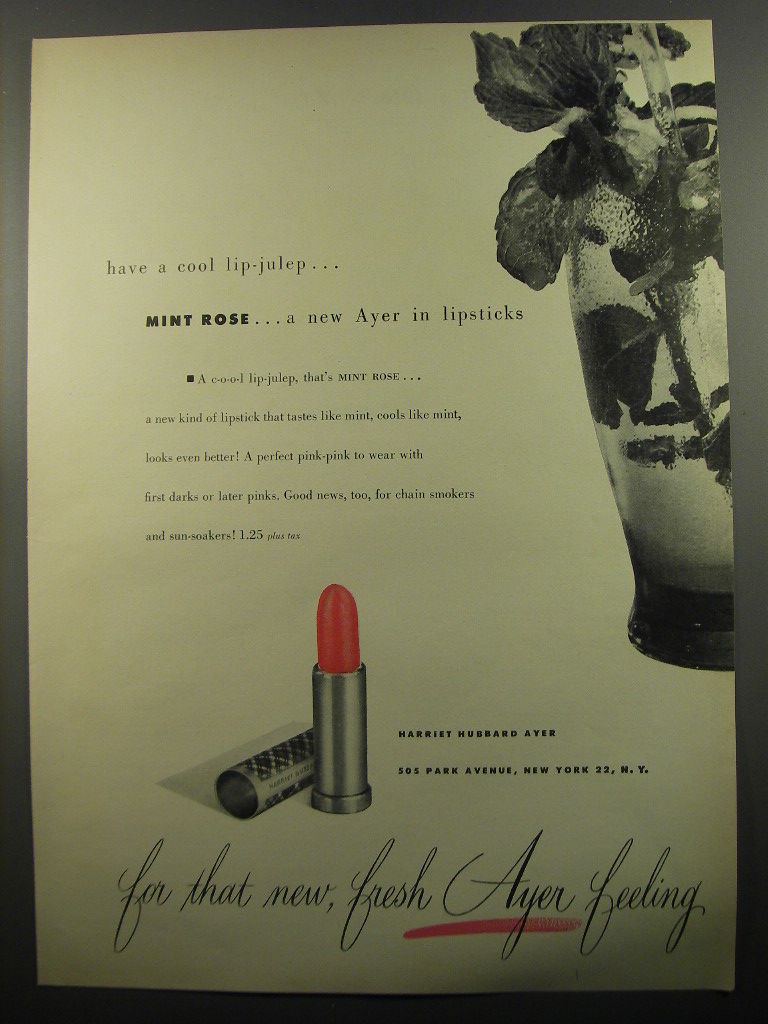 have a cool lip-julep...
MINT ROSE...a new Ayer in lipsticks
■ A c-o-o-l lip-julep, that's MINT ROSE...
a new kind of lipstick that tastes like mint, cools like mint,
looks even better! A perfect pink-pink to wear with
first darks or later pinks. Good news, too, for chain smokers
and sun-soakers! 1.25 plus tax
HARRIET HUBBARD AYER
505 PARK AVENUE, NEW YORK 22, N. Y.
HARRIET
for that new, fresh Ayer feeling